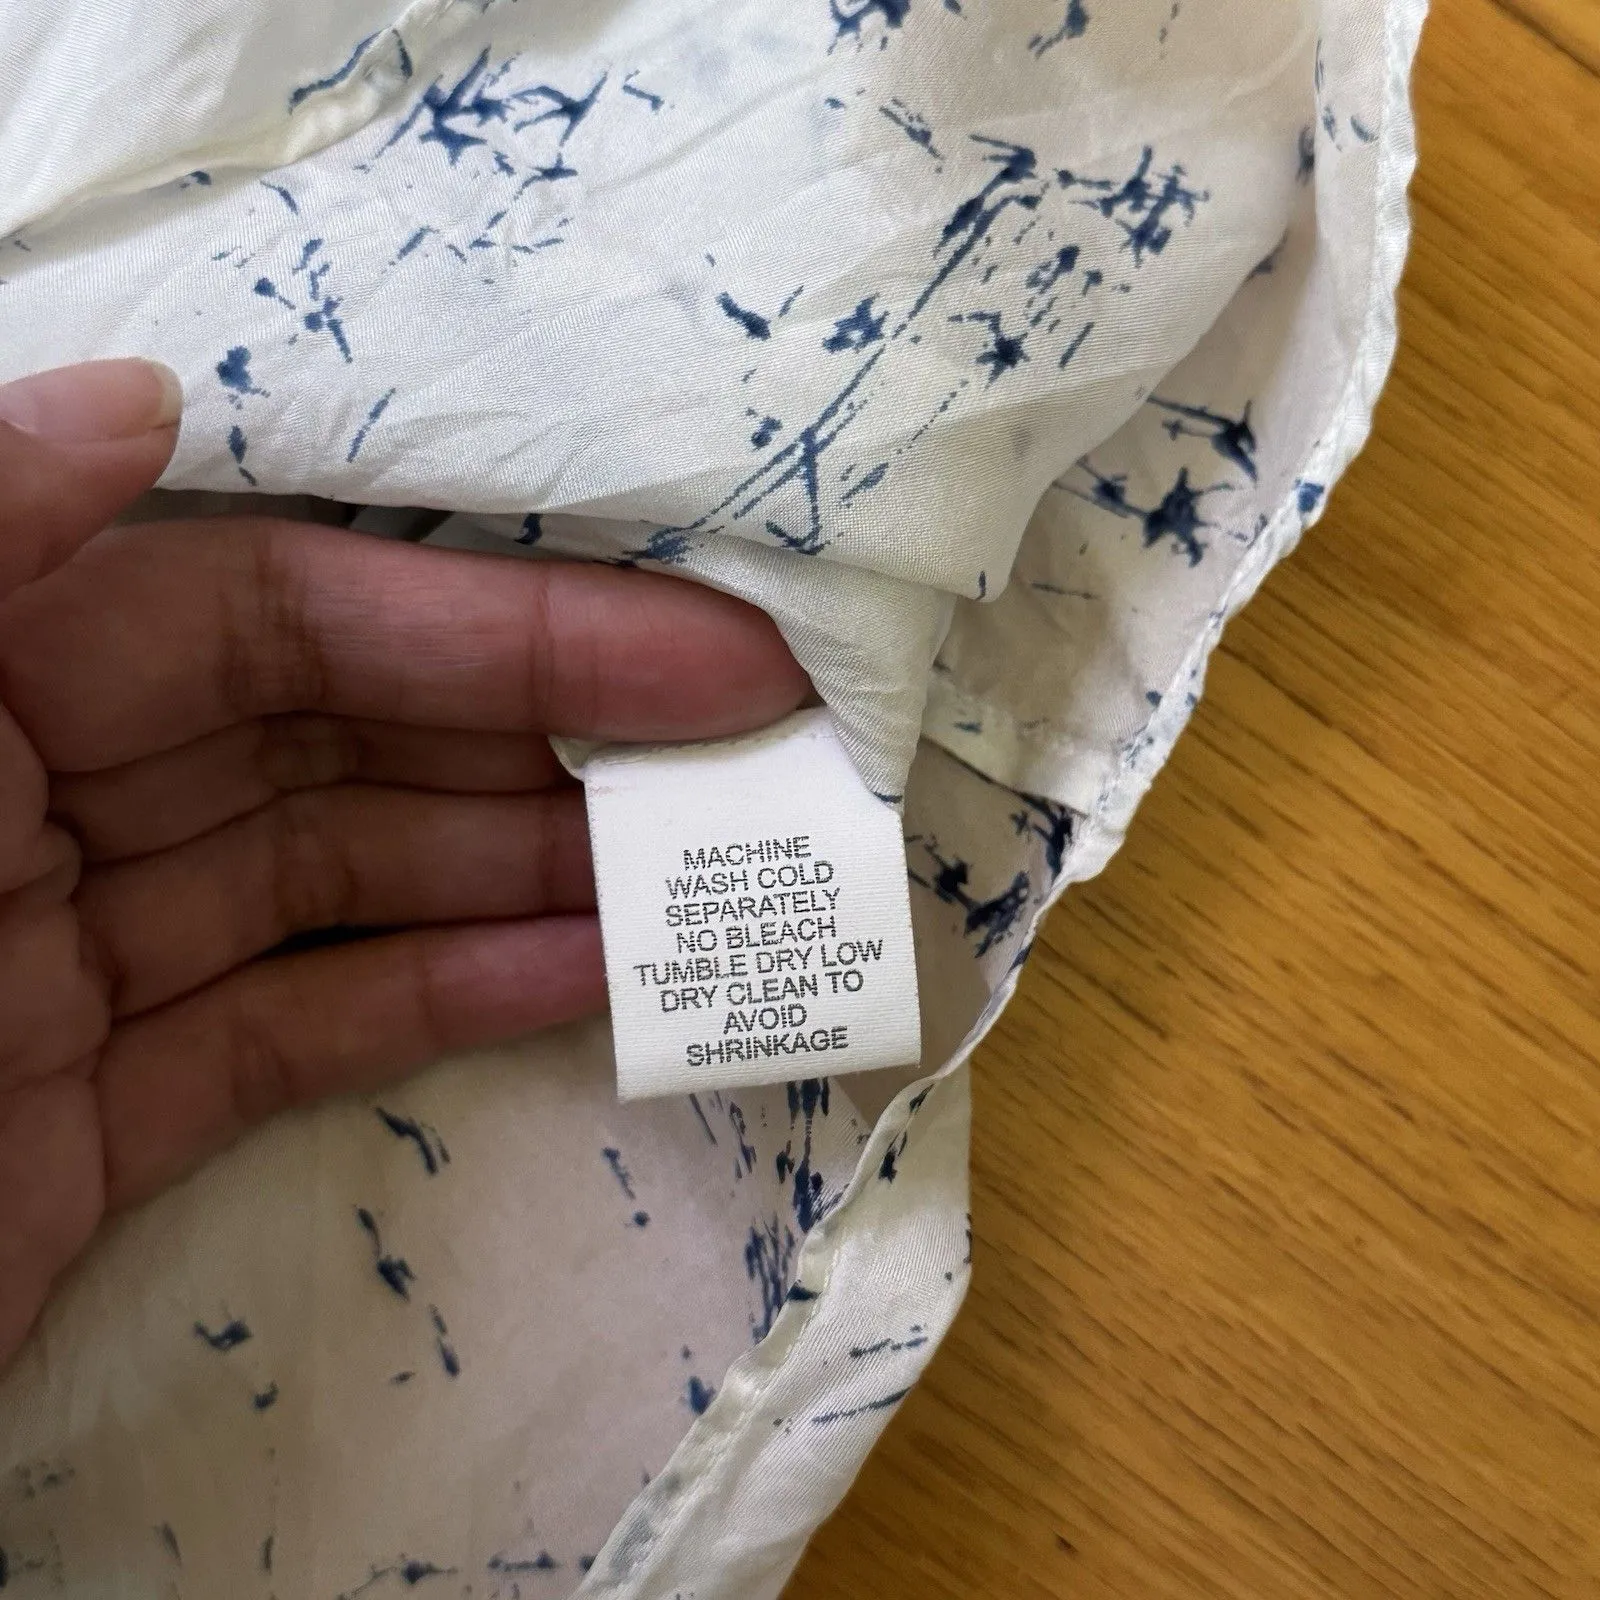 MACHINE
WASH COLD
SEPARATELY
NO BLEACH
TUMBLE DRY LOW
DRY CLEAN TO
AVOID
SHRINKAGE